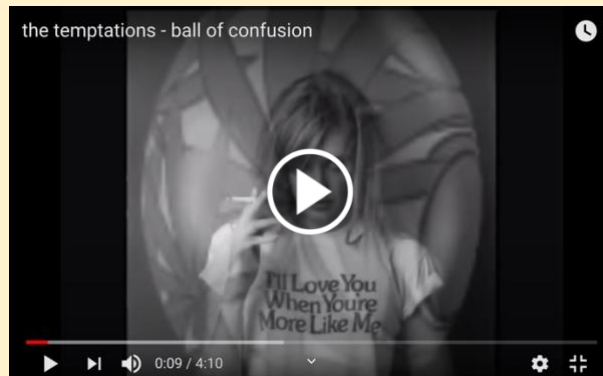 the temptations - ball of confusion
I'll Love You
When You're
More Like Me
0:09 / 4:10